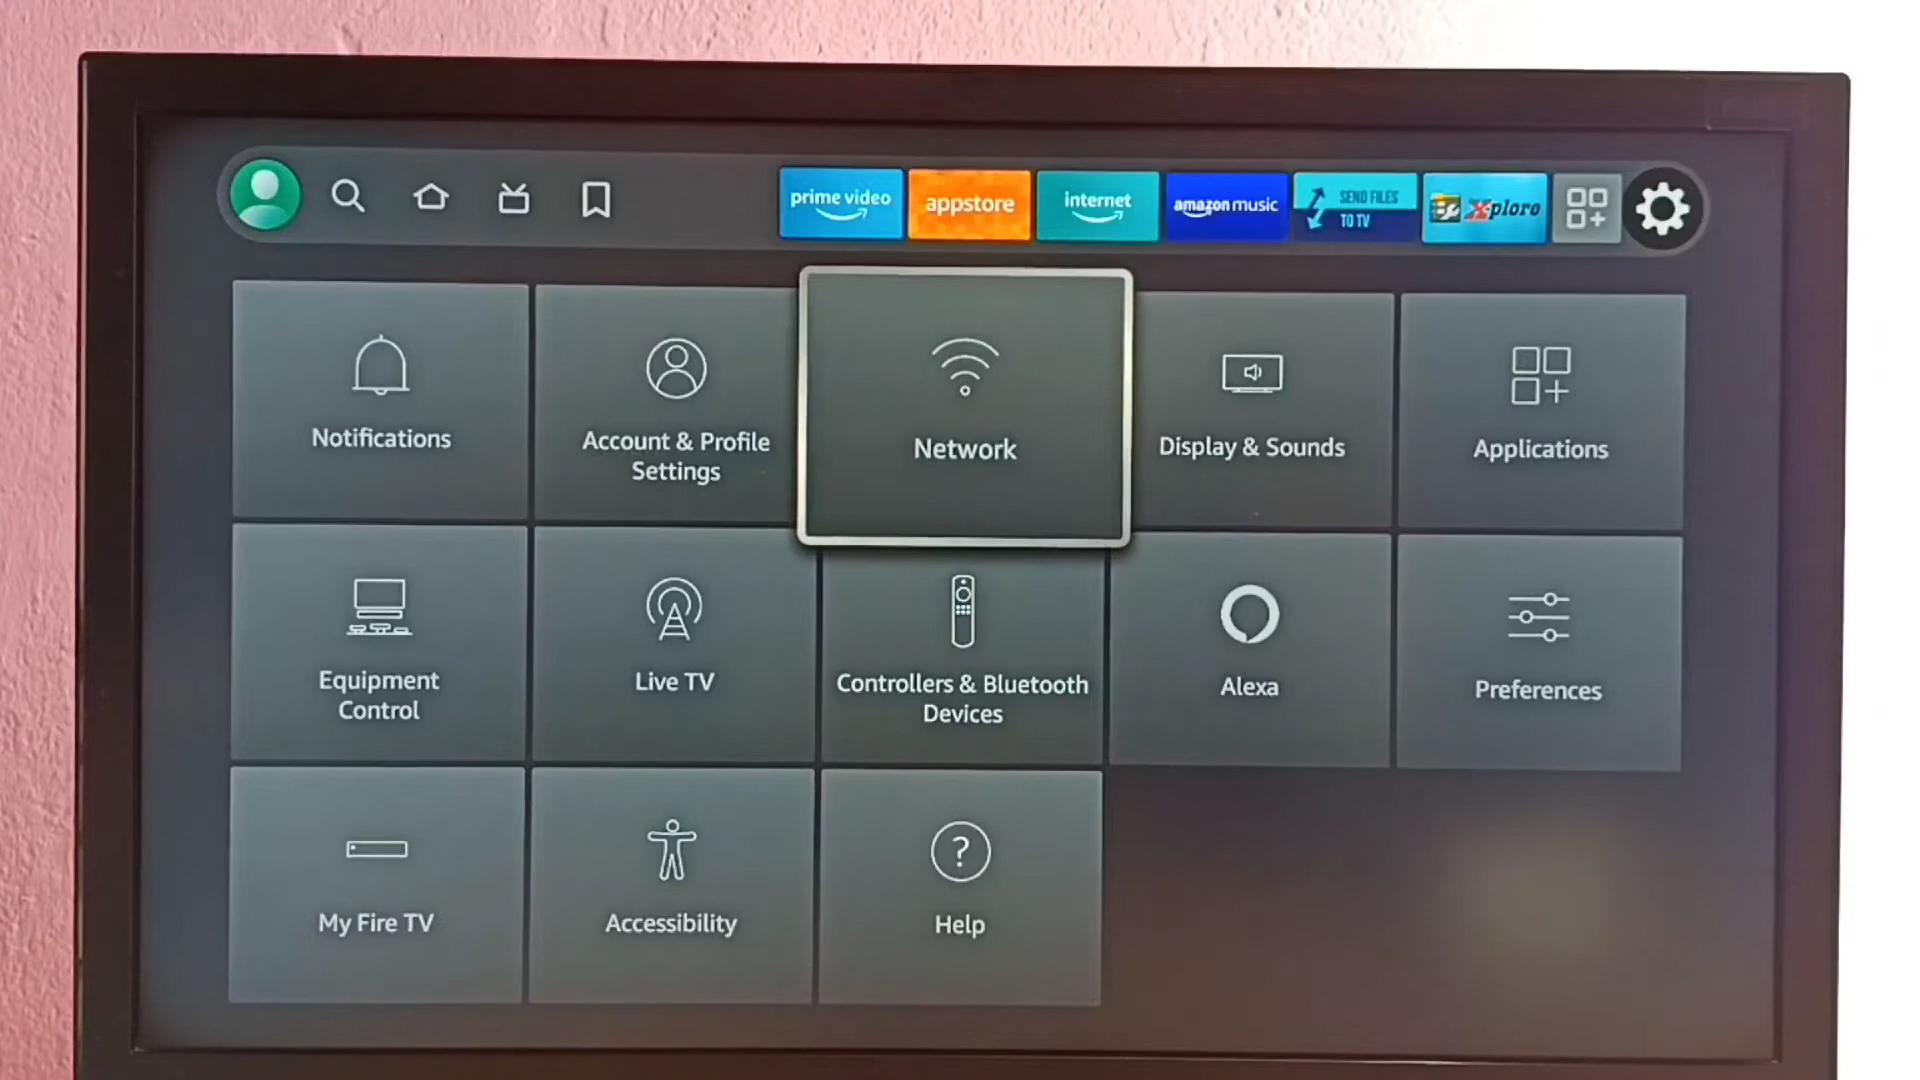 prime video
appstore
internet
amazon music
SEND FILES
TO TV
X-plore
Notifications
Account & Profile
Settings
Network
Display & Sounds
Applications
Equipment
Control
Live TV
Controllers & Bluetooth
Devices
Alexa
Preferences
My Fire TV
Accessibility
Help